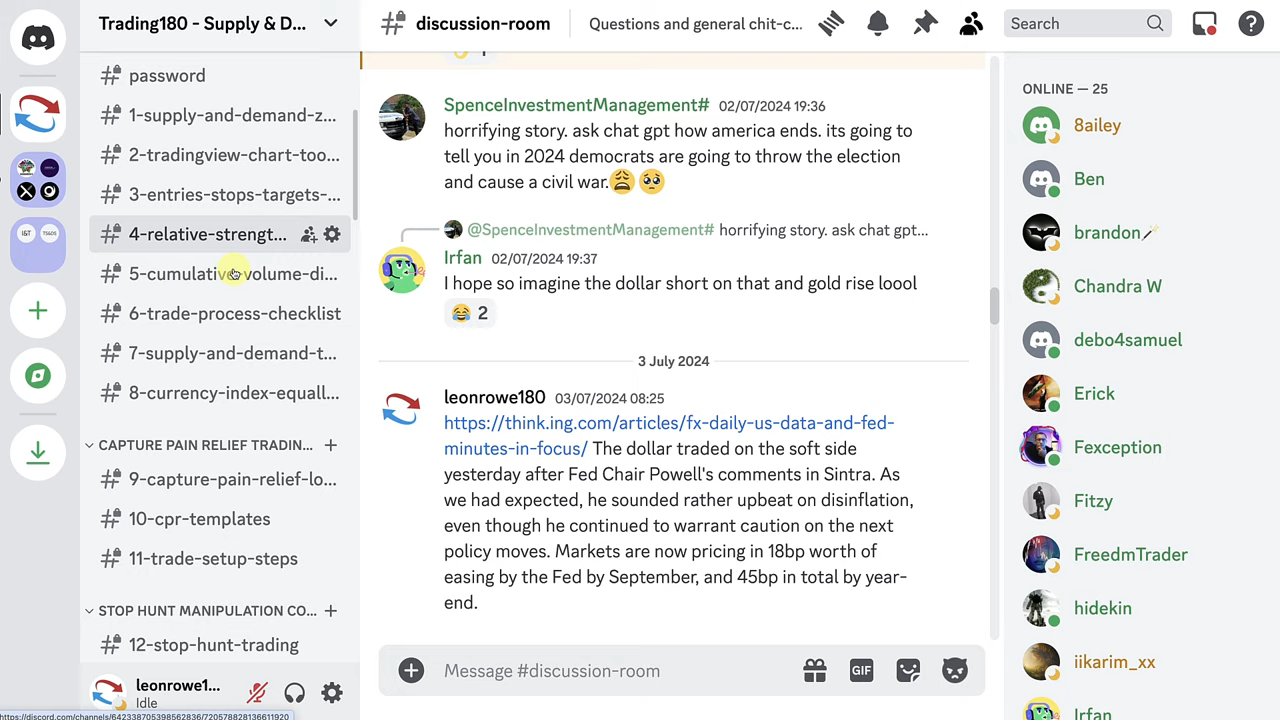 Trading180 - Supply & D...
password
1-supply-and-demand-z...
2-tradingview-chart-too...
3-entries-stops-targets-...
4-relative-strengt...
5-cumulative-volume-di...
6-trade-process-checklist
7-supply-and-demand-t...
8-currency-index-equall...
CAPTURE PAIN RELIEF TRADIN...
9-capture-pain-relief-lo...
10-cpr-templates
11-trade-setup-steps
STOP HUNT MANIPULATION CO...
12-stop-hunt-trading
leonrowe1...
Idle
https://discord.com/channels/642338705398562836/720578828136611920
discussion-room
Questions and general chit-c...
Search
SpenceInvestmentManagement# 02/07/2024 19:36
horrifying story. ask chat gpt how america ends. its going
to tell you in 2024 democrats are going to throw the election
and cause a civil war.😩🥺
@SpenceInvestmentManagement# horrifying story. ask chat gpt...
Irfan 02/07/2024 19:37
I hope so imagine the dollar short on that and gold rise loool
😂 2
3 July 2024
leonrowe180 03/07/2024 08:25
https://think.ing.com/articles/fx-daily-us-data-and-fed-
minutes-in-focus/ The dollar traded on the soft side
yesterday after Fed Chair Powell's comments in Sintra. As
we had expected, he sounded rather upbeat on disinflation,
even though he continued to warrant caution on the next
policy moves. Markets are now pricing in 18bp worth of
easing by the Fed by September, and 45bp in total by year-
end.
Message #discussion-room
GIF
ONLINE — 25
8ailey
Ben
brandon
Chandra W
debo4samuel
Erick
Fexception
Fitzy
FreedmTrader
hidekin
iikarim_xx
Irfan